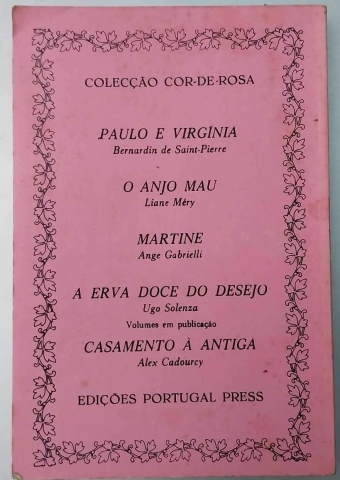 COLECÇÃO COR-DE-ROSA
PAULO E VIRGÍNIA
Bernardin de Saint-Pierre
O ANJO MAU
Liane Méry
MARTINE
Ange Gabrielli
A ERVA DOCE DO DESEJO
Ugo Solenza
Volumes em publicação
CASAMENTO À ANTIGA
Alex Cadourcy
EDIÇÕES PORTUGAL PRESS